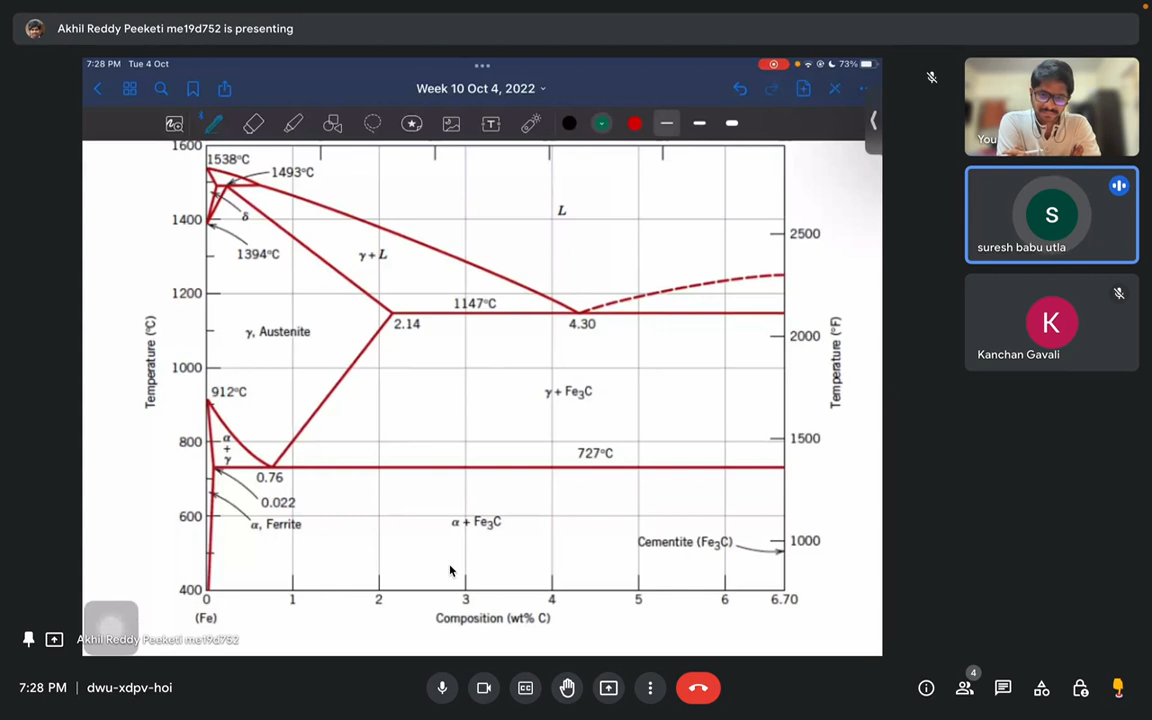 Akhil Reddy Peeketi me19d752 is presenting
7:28 PM Tue 4 Oct
73%
Week 10 Oct 4, 2022
You
S
suresh babu utla
K
Kanchan Gavali
1600
1538°C
1493°C
δ
L
1400
2500
1394°C
γ + L
1200
1147°C
2.14
4.30
γ, Austenite
2000
Temperature (°C)
Temperature (°F)
1000
912°C
γ + Fe₃C
α
+
γ
800
1500
727°C
0.76
0.022
600
α, Ferrite
α + Fe₃C
Cementite (Fe₃C)
1000
400
0 1 2 3 4 5 6 6.70
(Fe)
Composition (wt% C)
Akhil Reddy Peeketi me19d752
7:28 PM | dwu-xdpv-hoi
4